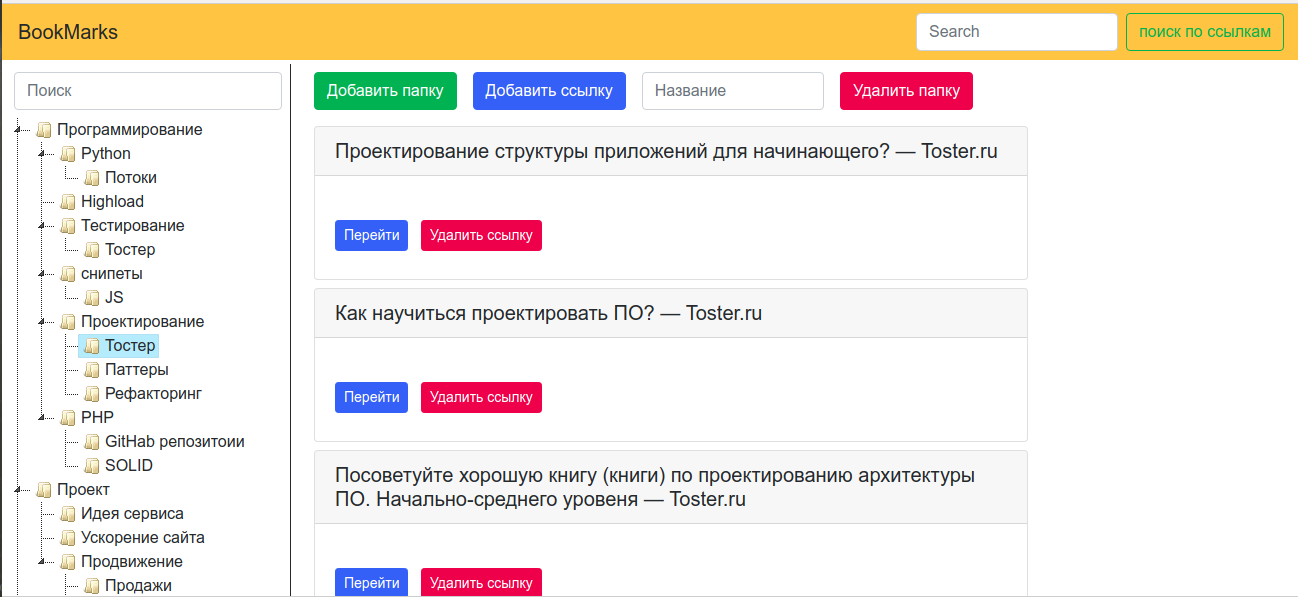 BookMarks
Search
поиск по ссылкам
Поиск
Программирование
Python
Потоки
Highload
Тестирование
Тостер
снипеты
JS
Проектирование
Тостер
Паттеры
Рефакторинг
PHP
GitHab репозитоии
SOLID
Проект
Идея сервиса
Ускорение сайта
Продвижение
Продажи
Добавить папку
Добавить ссылку
Название
Удалить папку
Проектирование структуры приложений для начинающего? — Toster.ru
Перейти
Удалить ссылку
Как научиться проектировать ПО? — Toster.ru
Перейти
Удалить ссылку
Посоветуйте хорошую книгу (книги) по проектированию архитектуры
ПО. Начально-среднего уровеня — Toster.ru
Перейти
Удалить ссылку